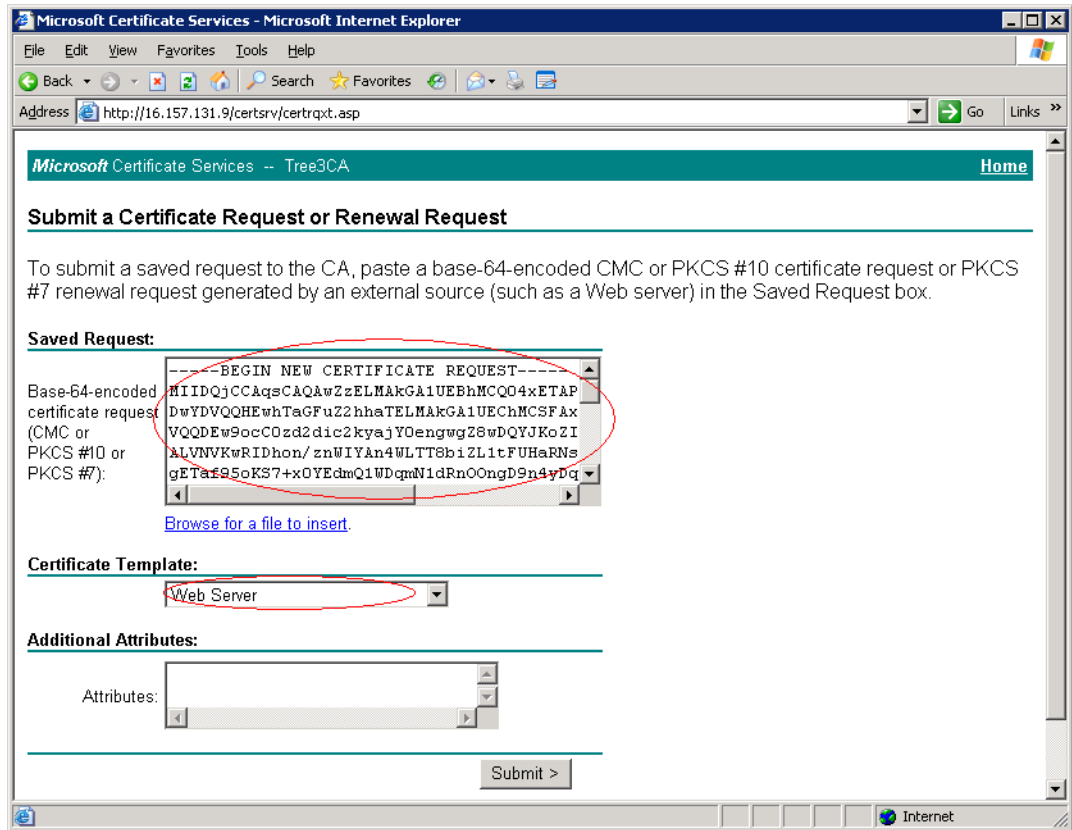 Microsoft Certificate Services - Microsoft Internet Explorer
File Edit View Favorites Tools Help
Back Search Favorites
Address http://16.157.131.9/certsrv/certrqxt.asp Go Links »
Microsoft Certificate Services -- Tree3CA Home
Submit a Certificate Request or Renewal Request
To submit a saved request to the CA, paste a base-64-encoded CMC or PKCS #10 certificate request or PKCS
#7 renewal request generated by an external source (such as a Web server) in the Saved Request box.
Saved Request:
Base-64-encoded
certificate request
(CMC or
PKCS #10 or
PKCS #7):
-----BEGIN NEW CERTIFICATE REQUEST-----
MIIDQjCCAqsCAQAwZzELMAkGA1UEBhMCQO4xETAP
DwYDVQQHEwhTaGFuZ2hhaTELMAkGA1UEChMCSFAx
VQQDEw9ocCOzd2dic2kyajYOengwgZ8wDQYJKoZI
ALVNVKwRIDhon/znWIYAn4WLTT8biZL1tFUHaRNs
gETaf95oKS7+xOYEdmQ1WDqmN1dRnOOngD9n4yDq
Browse for a file to insert.
Certificate Template:
Web Server
Additional Attributes:
Attributes:
Submit >
Internet